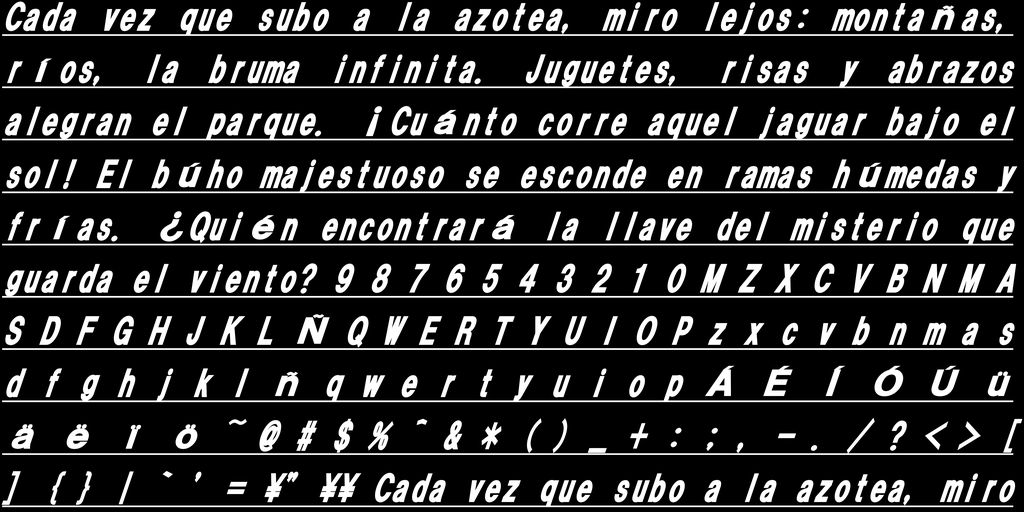 Cada vez que subo a la azotea, miro lejos: montañas,
ríos, la bruma infinita. Juguetes, risas y abrazos
alegran el parque. ¡Cuánto corre aquel jaguar bajo el
sol! El búho majestuoso se esconde en ramas húmedas y
frías. ¿Quién encontrará la llave del misterio que
guarda el viento? 9 8 7 6 5 4 3 2 1 0 M Z X C V B N M A
S D F G H J K L Ñ Q W E R T Y U I O P z x c v b n m a s
d f g h j k l ñ q w e r t y u i o p Á É Í Ó Ú ü
ä ë ï ö ~ @ # $ % ^ & * ( ) _ + : ; , - . / ? < > [
] { } | ` ' = ¥" ¥¥ Cada vez que subo a la azotea, miro